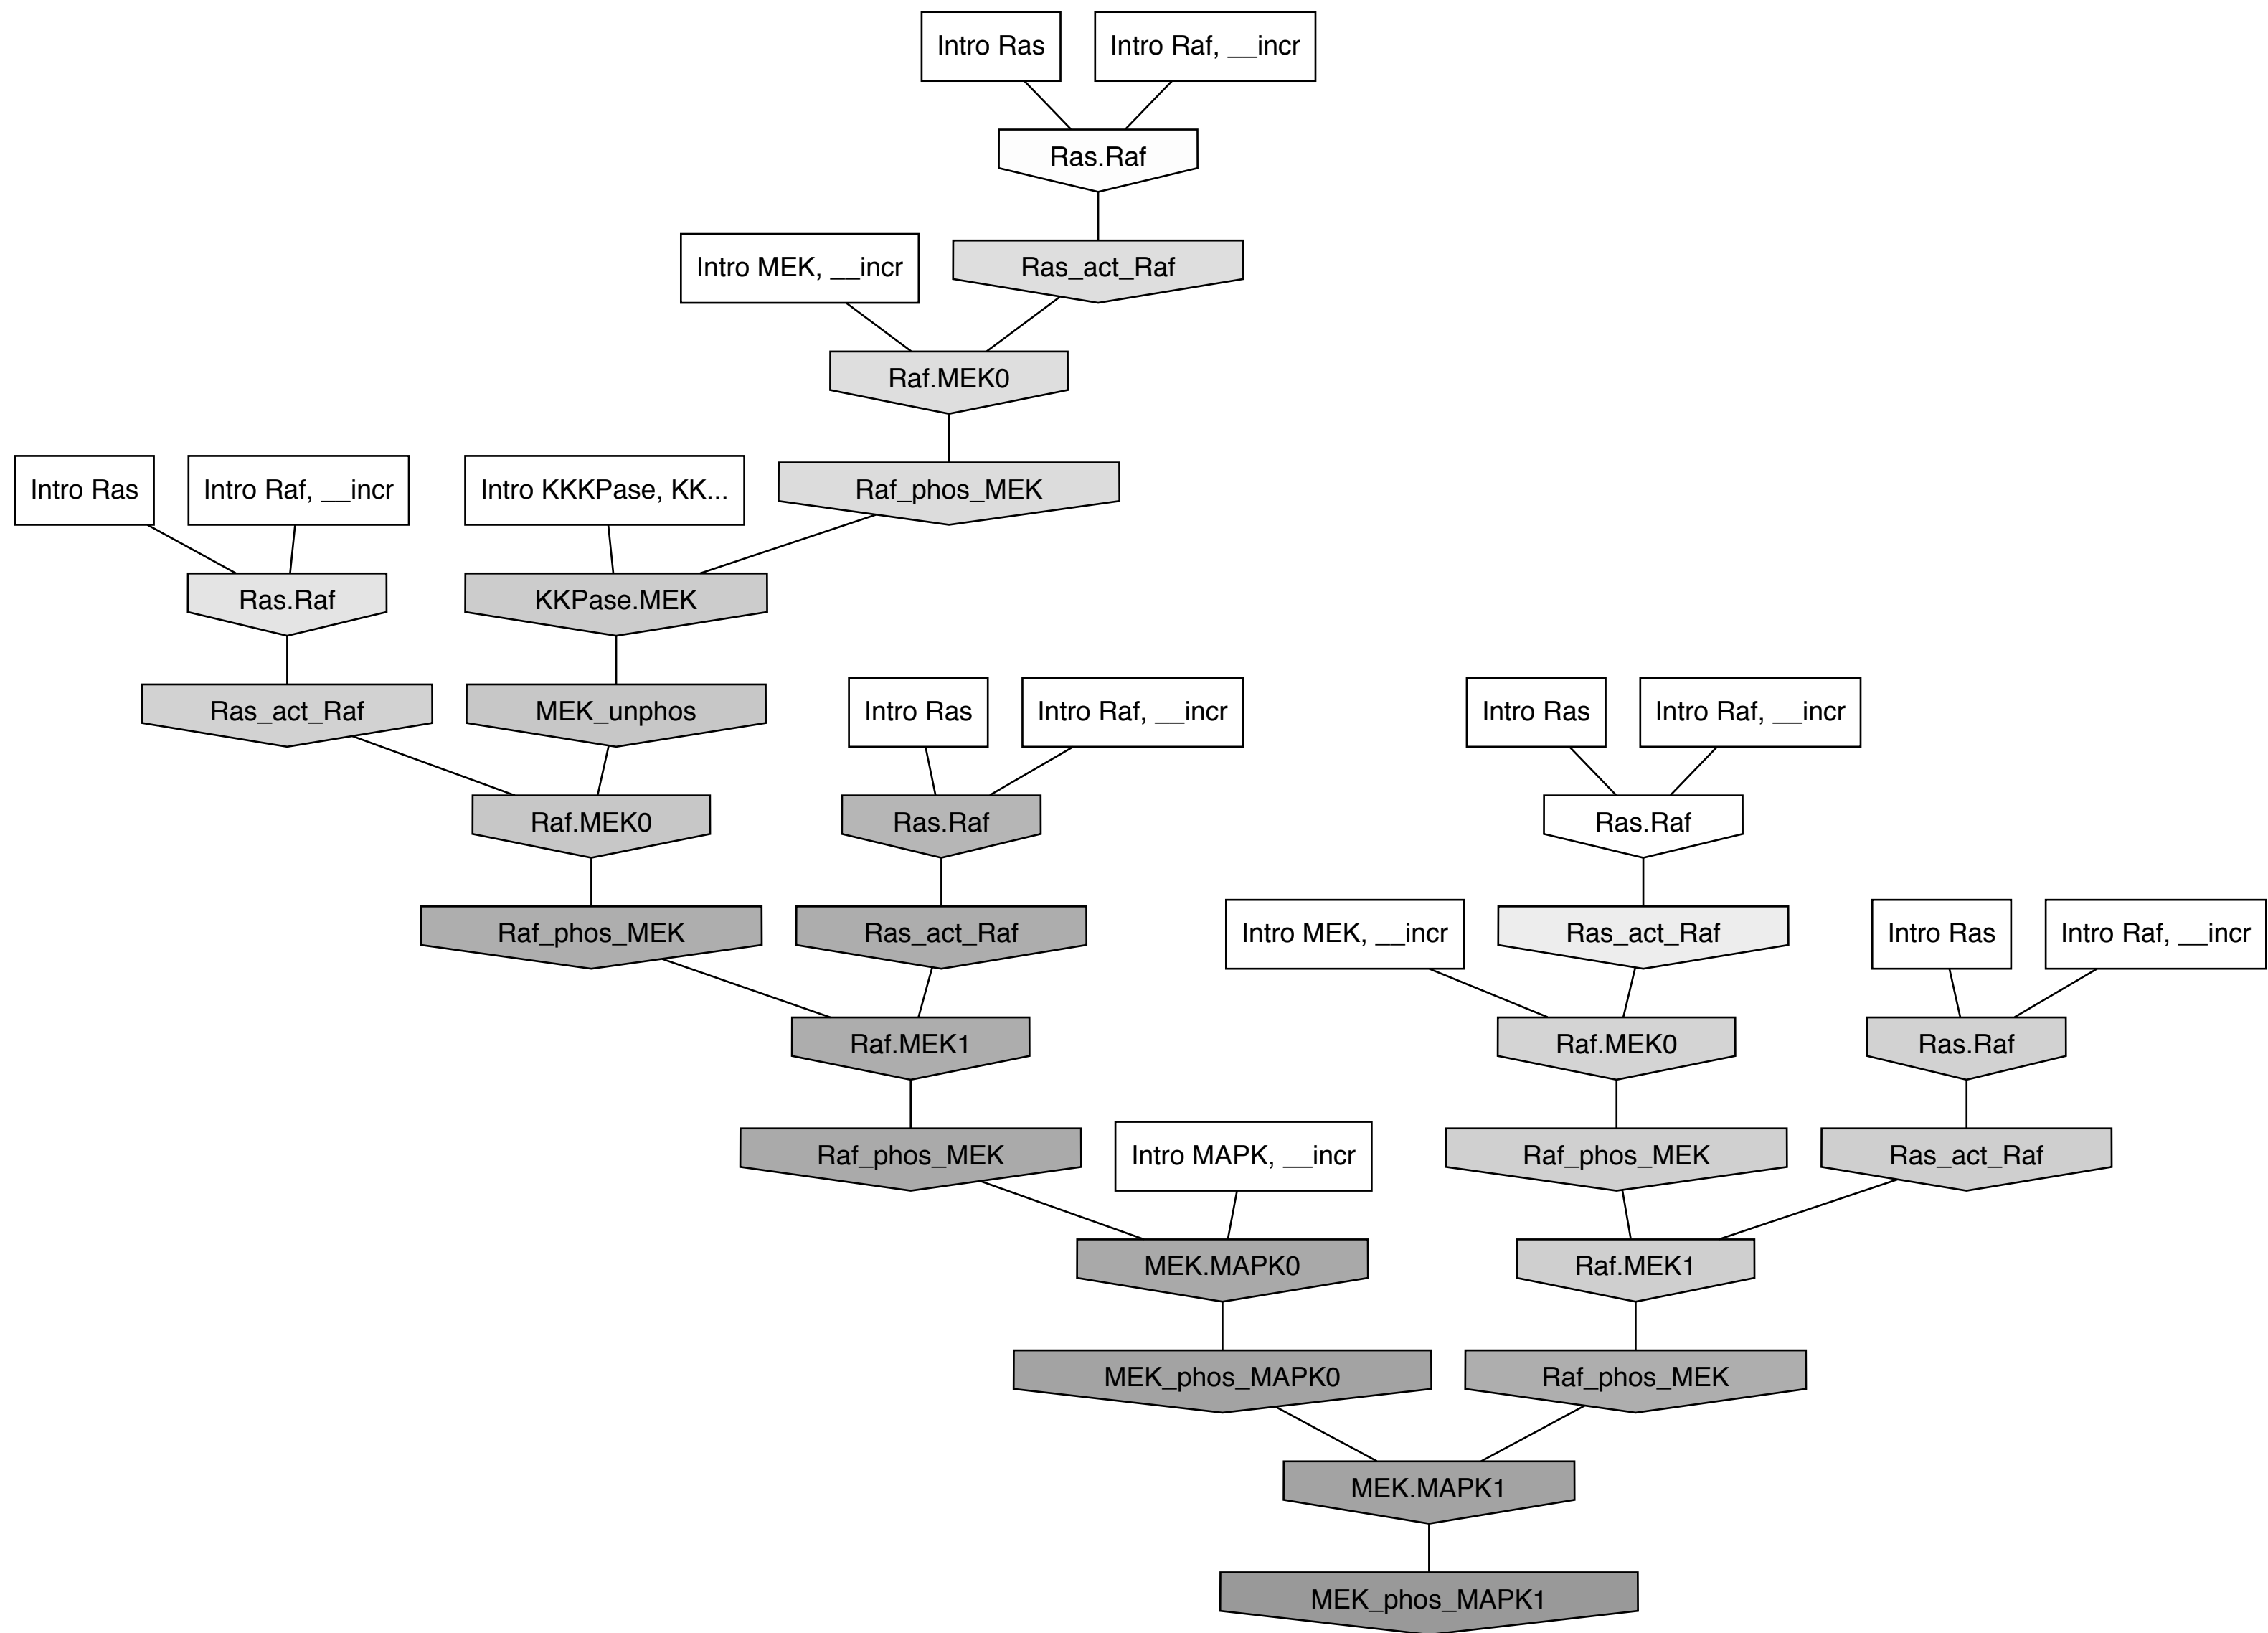 Intro Ras
Intro Raf, __incr
Ras.Raf
Intro MEK, __incr
Ras_act_Raf
Raf.MEK0
Intro Ras
Intro Raf, __incr
Intro KKKPase, KK...
Raf_phos_MEK
Ras.Raf
KKPase.MEK
Ras_act_Raf
MEK_unphos
Intro Ras
Intro Raf, __incr
Intro Ras
Intro Raf, __incr
Raf.MEK0
Ras.Raf
Ras.Raf
Raf_phos_MEK
Ras_act_Raf
Intro MEK, __incr
Ras_act_Raf
Intro Ras
Intro Raf, __incr
Raf.MEK1
Raf.MEK0
Ras.Raf
Raf_phos_MEK
Intro MAPK, __incr
Raf_phos_MEK
Ras_act_Raf
MEK.MAPK0
Raf.MEK1
MEK_phos_MAPK0
Raf_phos_MEK
MEK.MAPK1
MEK_phos_MAPK1